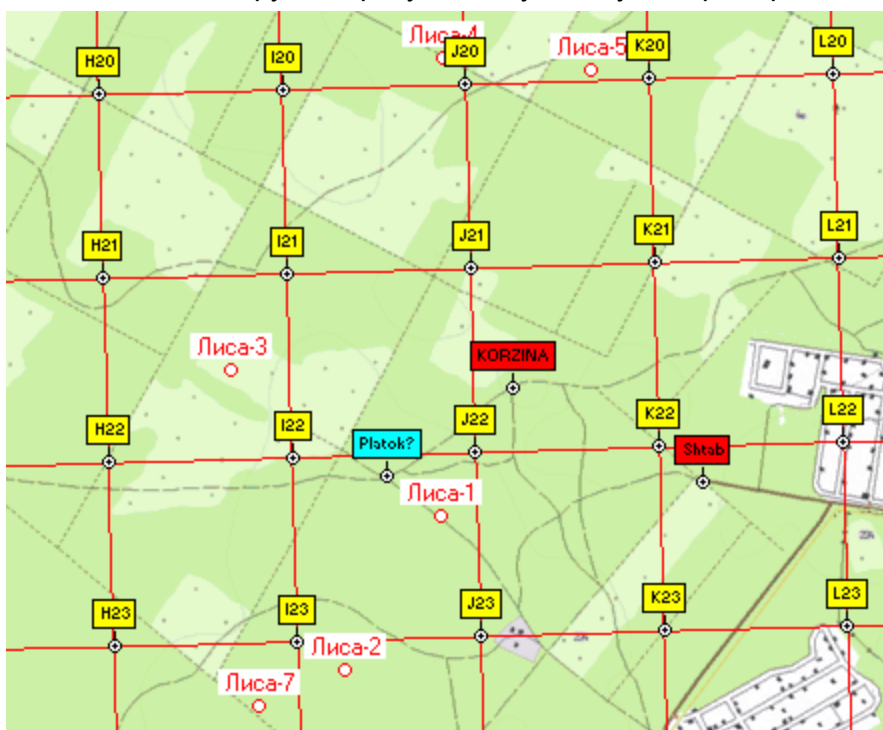 Лиса-4
Лиса-5
H20
I20
J20
K20
L20
H21
I21
J21
K21
L21
Лиса-3
KORZINA
H22
I22
Platok?
J22
K22
Shtab
L22
Лиса-1
H23
I23
J23
K23
L23
Лиса-2
Лиса-7